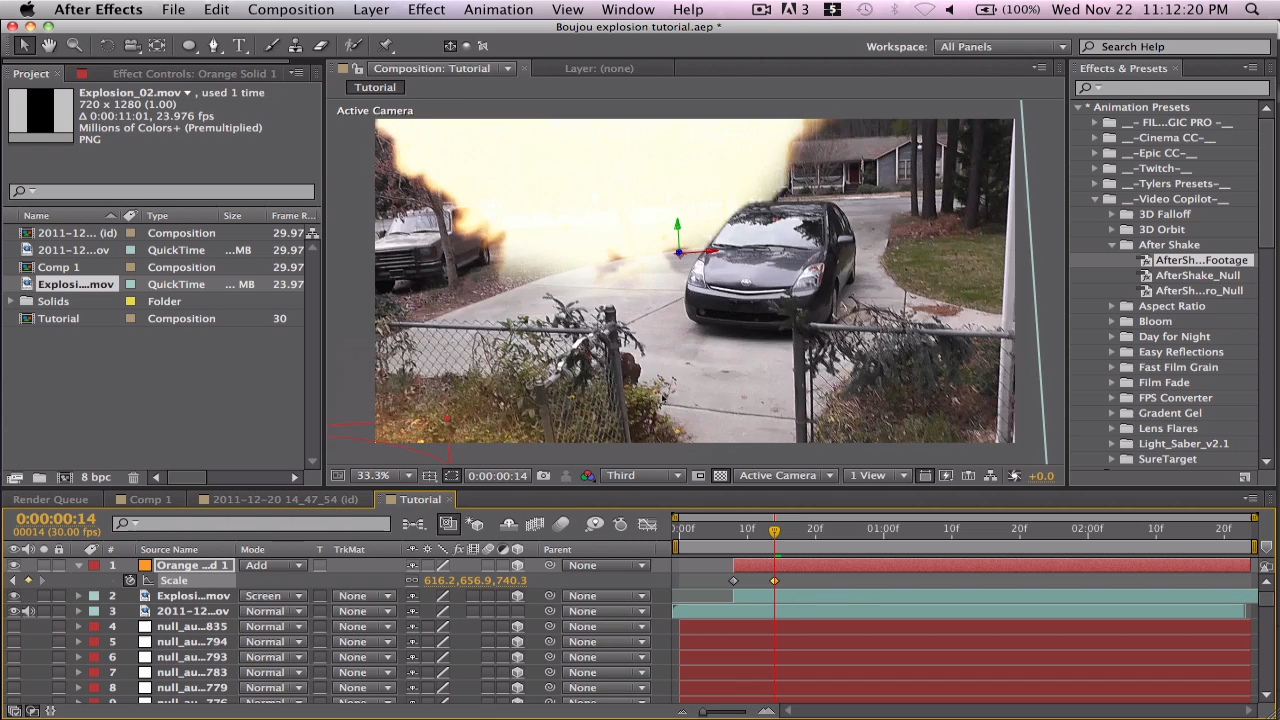 After Effects File Edit Composition Layer Effect Animation View Window Help 3 5 (100%) Wed Nov 22 11:12:20 PM
Boujou explosion tutorial.aep *
Workspace: All Panels Search Help
Project × Effect Controls: Orange Solid 1
Explosion_02.mov ▾ , used 1 time
720 x 1280 (1.00)
Δ 0:00:11:01, 23.976 fps
Millions of Colors+ (Premultiplied)
PNG
Name Type Size Frame R...
2011-12... (id) Composition 29.97
2011-12...ov QuickTime ...MB 29.97
Comp 1 Composition 29.97
Explosi....mov QuickTime ... MB 23.97
Solids Folder
Tutorial Composition 30
8 bpc
Composition: Tutorial Layer: (none)
Tutorial
Active Camera
33.3% 0:00:00:14 Third Active Camera 1 View +0.0
Effects & Presets ×
* Animation Presets
__- FIL...GIC PRO -__
__-Cinema CC-_
__-Epic CC-__
__-Twitch-__
__-Tylers Presets-__
__-Video Copilot-__
3D Falloff
3D Orbit
After Shake
AfterSh...Footage
AfterShake_Null
AfterSh...ro_Null
Aspect Ratio
Bloom
Day for Night
Easy Reflections
Fast Film Grain
Film Fade
FPS Converter
Gradent Gel
Lens Flares
Light_Saber_v2.1
SureTarget
Render Queue Comp 1 2011-12-20 14_47_54 (id) Tutorial ×
0:00:00:14
00014 (30.00 fps)
:00f 10f 20f 01:00f 10f 20f 02:00f 10f 20f
# Source Name Mode T TrkMat Parent
1 Orange ...d 1 Add None
Scale 616.2,656.9,740.3
2 Explosi....mov Screen None None
3 2011-12...ov Normal None None
4 null_au...835 Normal None None
5 null_au...794 Normal None None
6 null_au...793 Normal None None
7 null_au...783 Normal None None
8 null_au...779 Normal None None